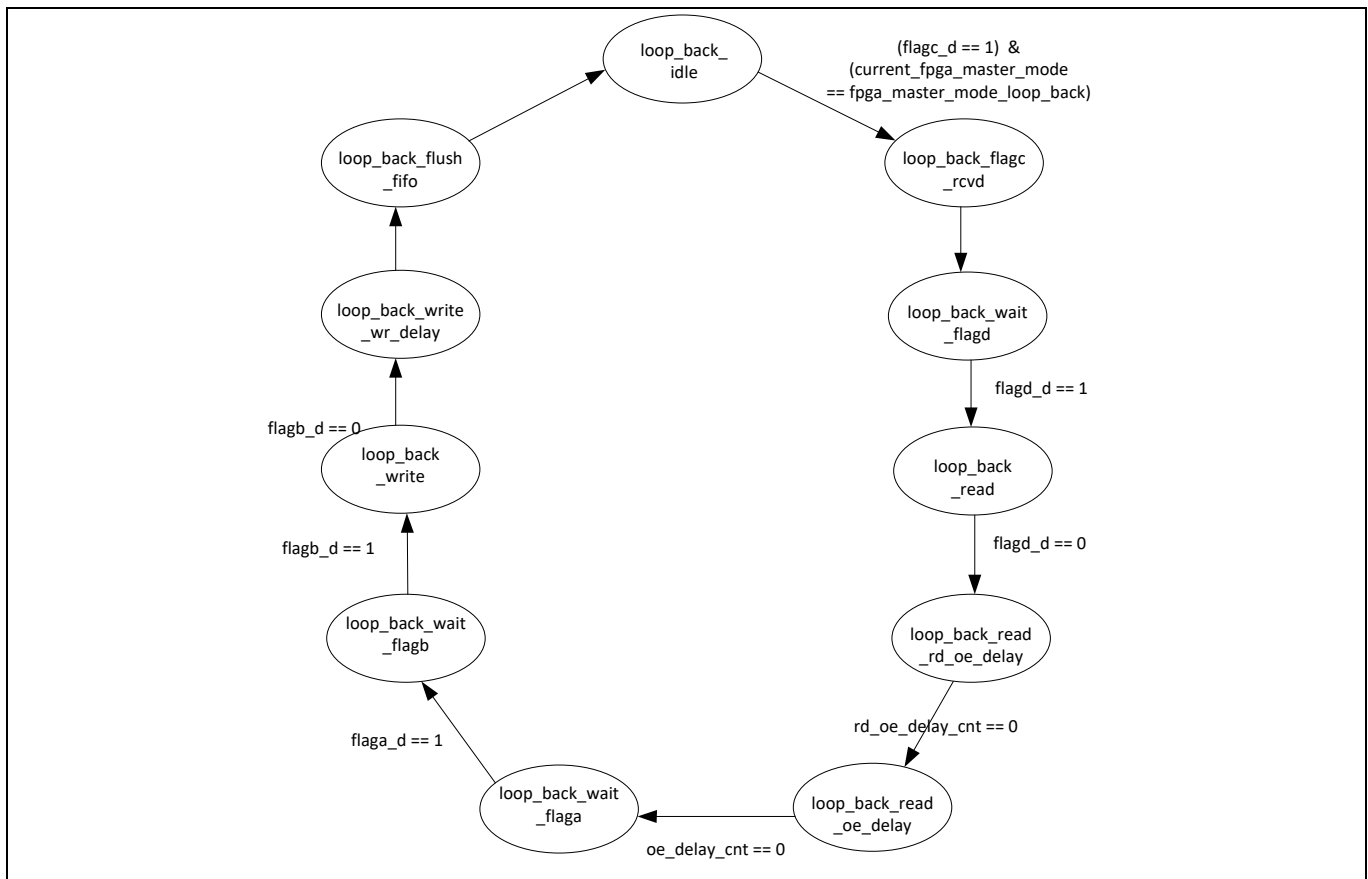 loop_back_
idle
(flagc_d == 1) &
(current_fpga_master_mode
== fpga_master_mode_loop_back)
loop_back_flagc
_rcvd
loop_back_wait
_flagd
flagd_d == 1
loop_back
_read
flagd_d == 0
loop_back_read
_rd_oe_delay
rd_oe_delay_cnt == 0
loop_back_read
_oe_delay
oe_delay_cnt == 0
loop_back_wait
_flaga
flaga_d == 1
loop_back_wait
_flagb
flagb_d == 1
loop_back
_write
flagb_d == 0
loop_back_write
_wr_delay
loop_back_flush
_fifo